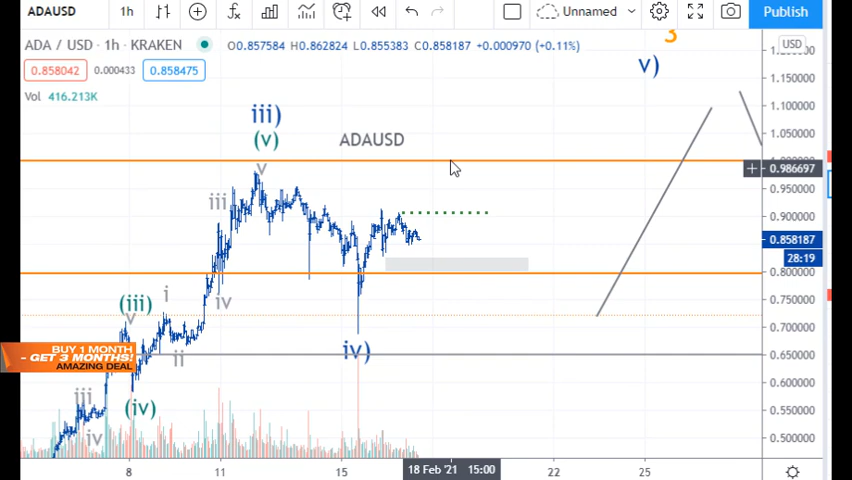 ADAUSD 1h Unnamed Publish
3
ADA / USD · 1h · KRAKEN O0.857584 H0.862824 L0.855383 C0.858187 +0.000970 (+0.11%) USD
0.858042 0.000433 0.858475 v)
Vol 416.213K
1.150000
iii) 1.100000
(v) ADAUSD 1.050000
v 0.986697
iii 0.950000
0.900000
0.858187
28:19
0.800000
iv
(iii) i 0.750000
v 0.700000
BUY 1 MONTH
- GET 3 MONTHS!
AMAZING DEAL
ii iv) 0.650000
iii 0.600000
(iv) 0.550000
iv 0.500000
8 11 15 18 Feb '21 15:00 22 25